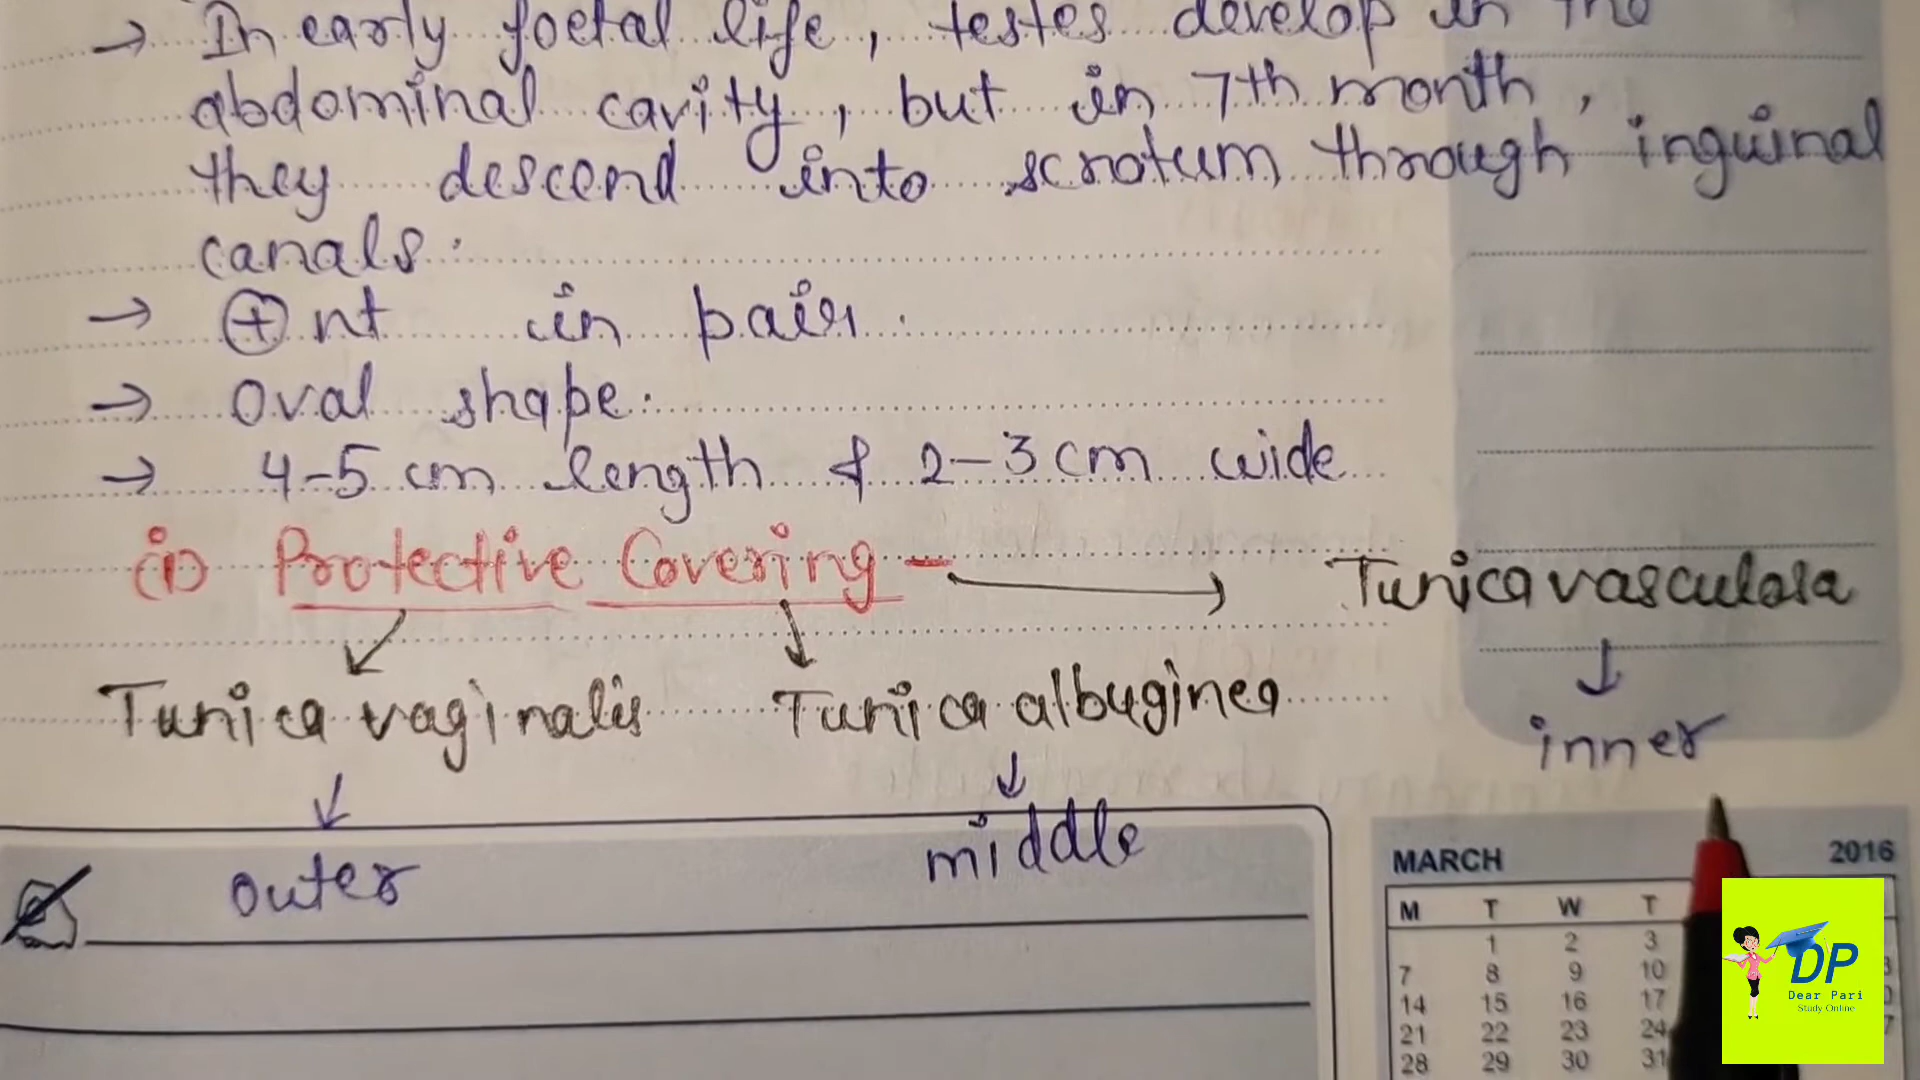 → In early foetal life, testes develop in the
abdominal cavity, but in 7th month,
they descend into scrotum through inguinal
canals.
→ ⊕nt in pair.
→ Oval shape.
→ 4-5 cm length & 2-3 cm wide
(i) Protective Covering -
→ Tunica vasculosa
↓
inner
Tunica vaginalis
↓
outer
Tunica albuginea
↓
middle
MARCH 2016
M T W T
1 2 3
7 8 9 10
14 15 16 17
21 22 23 24
28 29 30 31
DP
Dear Pari
Study Online